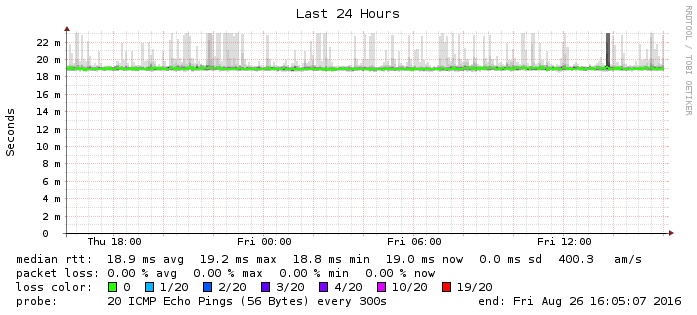 Last 24 Hours
RRDTOOL / TOBI OETIKER
Seconds
22 m
20 m
18 m
16 m
14 m
12 m
10 m
8 m
6 m
4 m
2 m
0
Thu 18:00 Fri 00:00 Fri 06:00 Fri 12:00
median rtt: 18.9 ms avg 19.2 ms max 18.8 ms min 19.0 ms now 0.0 ms sd 400.3 am/s
packet loss: 0.00 % avg 0.00 % max 0.00 % min 0.00 % now
loss color: 0 1/20 2/20 3/20 4/20 10/20 19/20
probe: 20 ICMP Echo Pings (56 Bytes) every 300s end: Fri Aug 26 16:05:07 2016